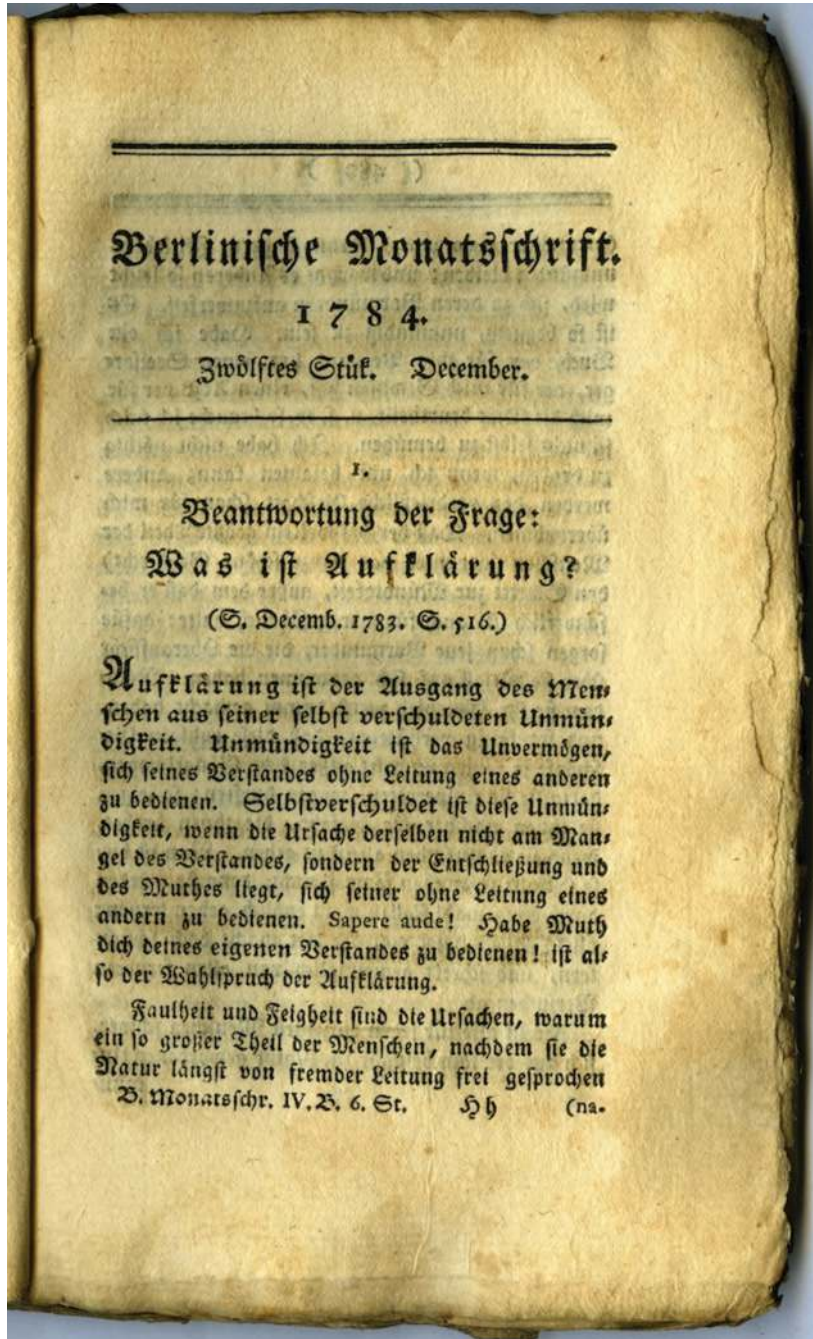 Berlinische Monatsschrift.
1784.
Zwölftes Stük. December.
1.
Beantwortung der Frage:
Was ist Aufklärung?
(S. Decemb. 1783. S. 516.)
Aufklärung ist der Ausgang des Men-
schen aus seiner selbst verschuldeten Unmün-
digkeit. Unmündigkeit ist das Unvermögen,
sich seines Verstandes ohne Leitung eines anderen
zu bedienen. Selbstverschuldet ist diese Unmün-
digkeit, wenn die Ursache derselben nicht am Man-
gel des Verstandes, sondern der Entschließung und
des Muthes liegt, sich seiner ohne Leitung eines
andern zu bedienen. Sapere aude! Habe Muth
dich deines eigenen Verstandes zu bedienen! ist al-
so der Wahlspruch der Aufklärung.
Faulheit und Feigheit sind die Ursachen, warum
ein so großer Theil der Menschen, nachdem sie die
Natur längst von fremder Leitung frei gesprochen
B. Monatsschr. IV. B. 6. St. Hh (na-